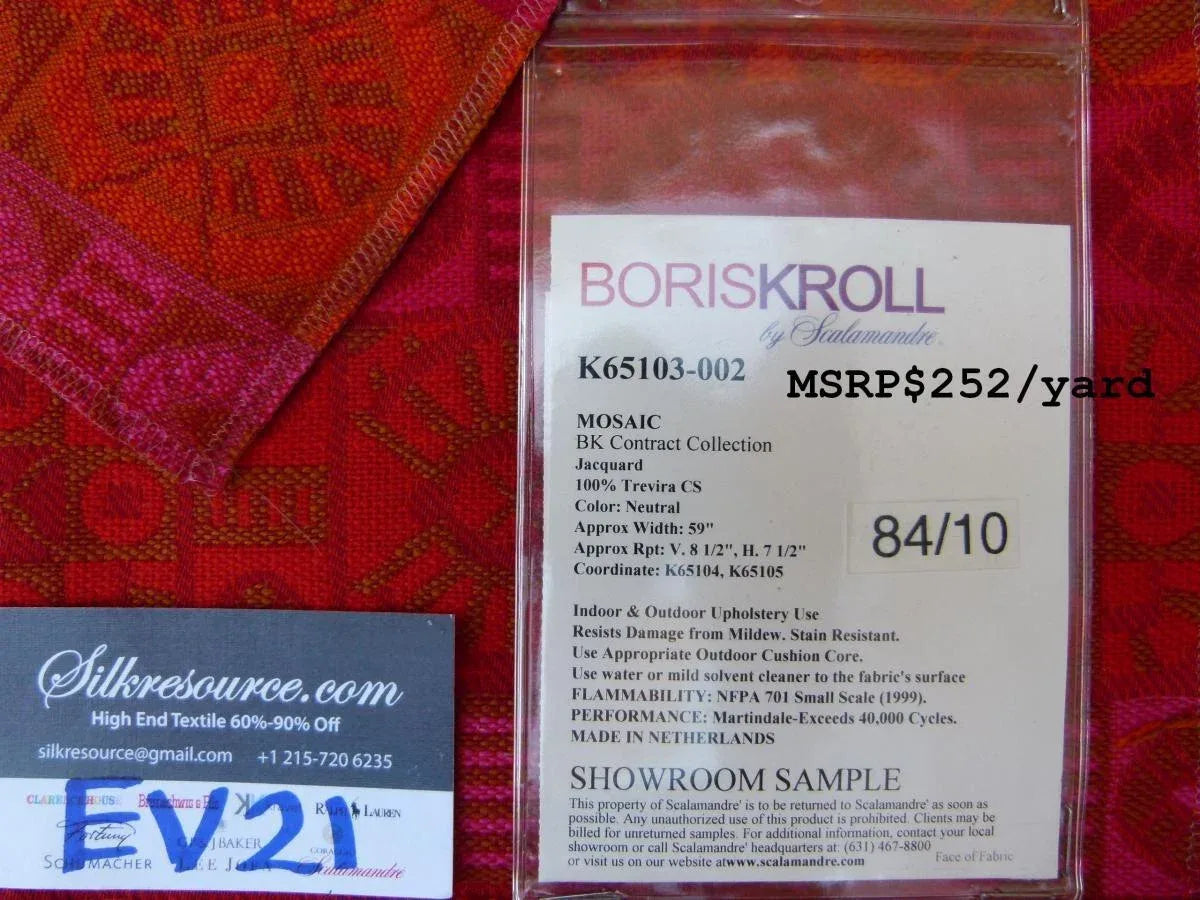 BORISKROLL
by Scalamandre
K65103-002
MSRP$252/yard
MOSAIC
BK Contract Collection
Jacquard
100% Trevira CS
Color: Neutral
Approx Width: 59"
Approx Rpt: V. 8 1/2", H. 7 1/2"
Coordinate: K65104, K65105
84/10
Indoor & Outdoor Upholstery Use
Resists Damage from Mildew. Stain Resistant.
Use Appropriate Outdoor Cushion Core.
Use water or mild solvent cleaner to the fabric's surface
FLAMMABILITY: NFPA 701 Small Scale (1999).
PERFORMANCE: Martindale-Exceeds 40,000 Cycles.
MADE IN NETHERLANDS
SHOWROOM SAMPLE
This property of Scalamandre' is to be returned to Scalamandre' as soon as
possible. Any unauthorized use of this product is prohibited. Clients may be
billed for unreturned samples. For additional information, contact your local
showroom or call Scalamandre' headquarters at: (631) 467-8800
or visit us on our website atwww.scalamandre.com
Face of Fabric
Silkresource.com
High End Textile 60%-90% Off
silkresource@gmail.com +1 215-720 6235
CLARENCE HOUSE
RALPH LAUREN
Fortuny
JBAKER
SCHUMACHER LEE JOFA Scalamandre
EV21